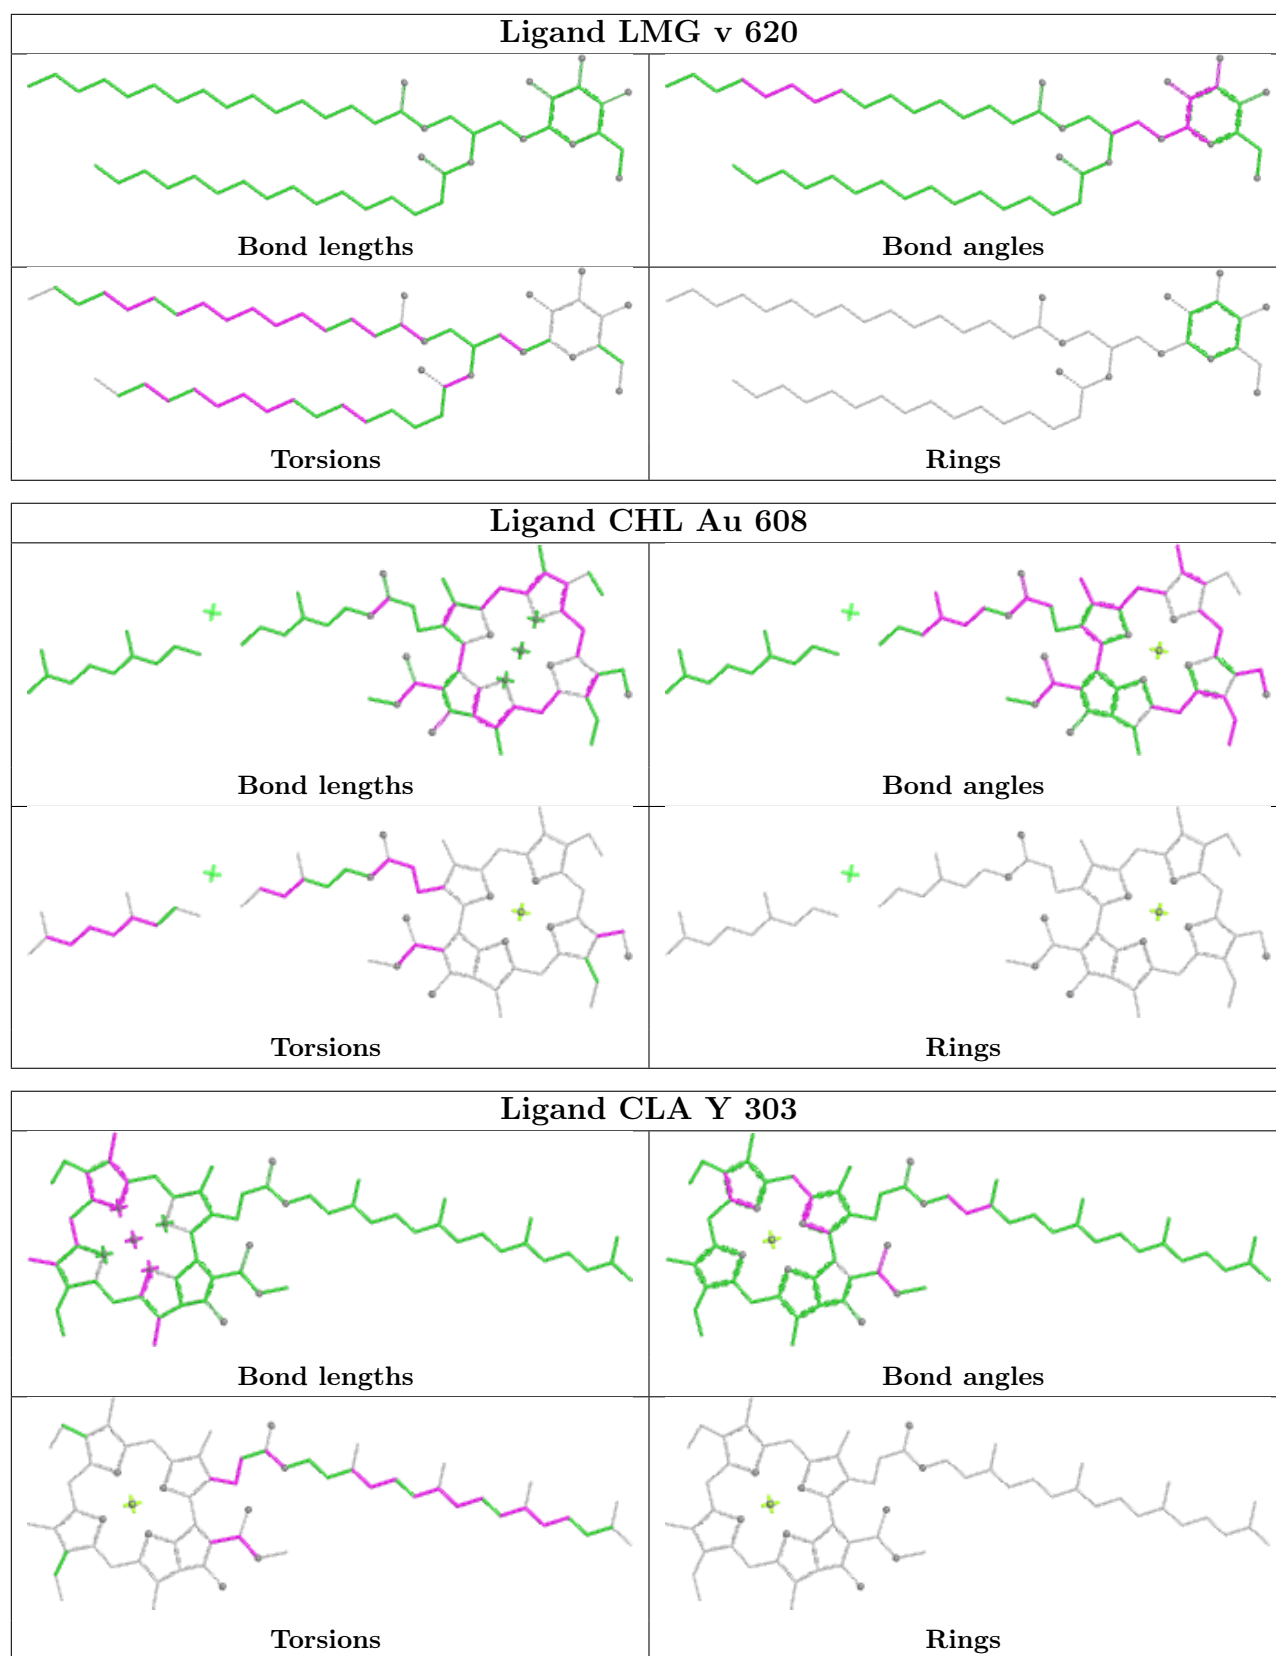 Ligand LMG v 620
Bond lengths
Bond angles
Torsions
Rings
Ligand CHL Au 608
Bond lengths
Bond angles
Torsions
Rings
Ligand CLA Y 303
Bond lengths
Bond angles
Torsions
Rings